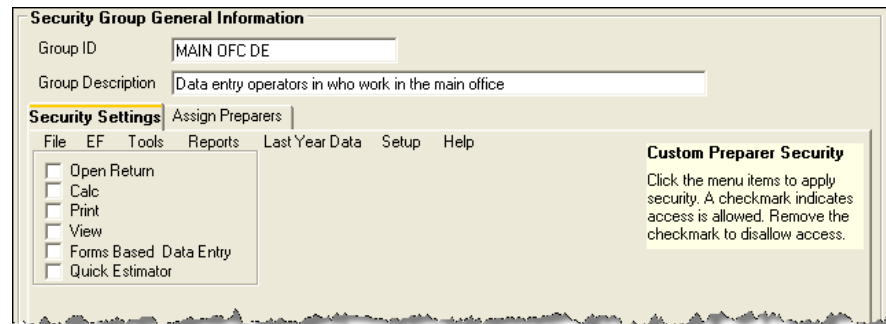 Security Group General Information
Group ID MAIN OFC DE
Group Description Data entry operators in who work in the main office
Security Settings Assign Preparers
File EF Tools Reports Last Year Data Setup Help
Open Return
Calc
Print
View
Forms Based Data Entry
Quick Estimator
Custom Preparer Security
Click the menu items to apply
security. A checkmark indicates
access is allowed. Remove the
checkmark to disallow access.